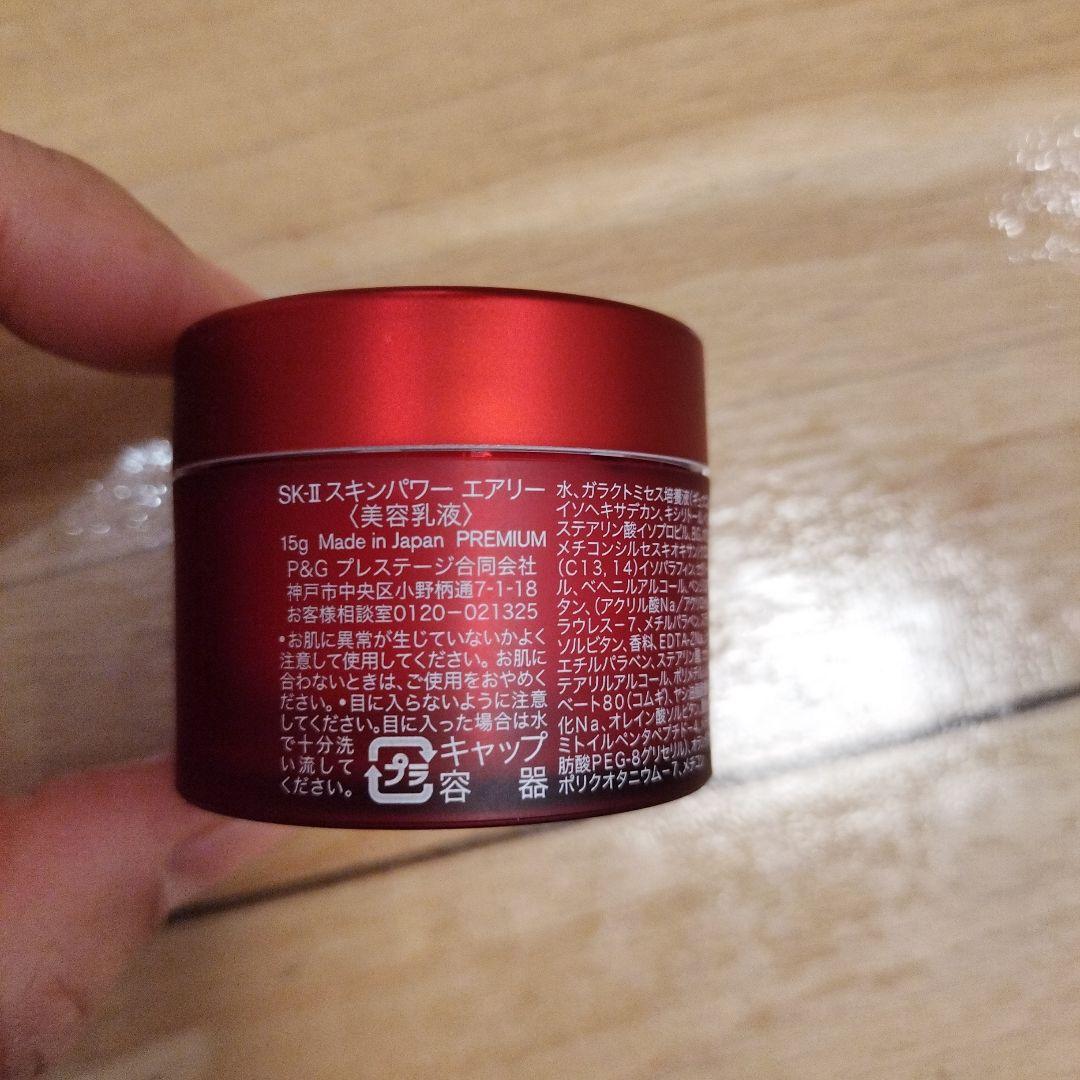 SK-Ⅱ スキンパワー エアリー
〈美容乳液〉
15g Made in Japan PREMIUM
P&G プレステージ合同会社
神戸市中央区小野柄通7-1-18
お客様相談室0120-021325
•お肌に異常が生じていないかよく
注意して使用してください。お肌に
合わないときは、ご使用をおやめく
ださい。•目に入らないように注意
してください。目に入った場合は水
で十分洗
い流して
ください。
プラ
キャップ
容器
水、ガラクトミセス培養液
イソヘキサデカン、キシリトール
ステアリン酸イソプロピル、
メチコンシルセスキオキサン
(C13, 14)イソパラフィン、
ル、ベヘニルアルコール、
タン、(アクリル酸Na/
ラウレス-7、メチルパラベン、
ソルビタン、香料、EDTA-2Na、
エチルパラベン、ステアリン酸
テアリルアルコール、
ベート80(コムギ)、
化Na、オレイン酸ソルビタン
ミトイルペンタペプチド-4、
肪酸PEG-8グリセリル)、
ポリクオタニウム-7、メチコン